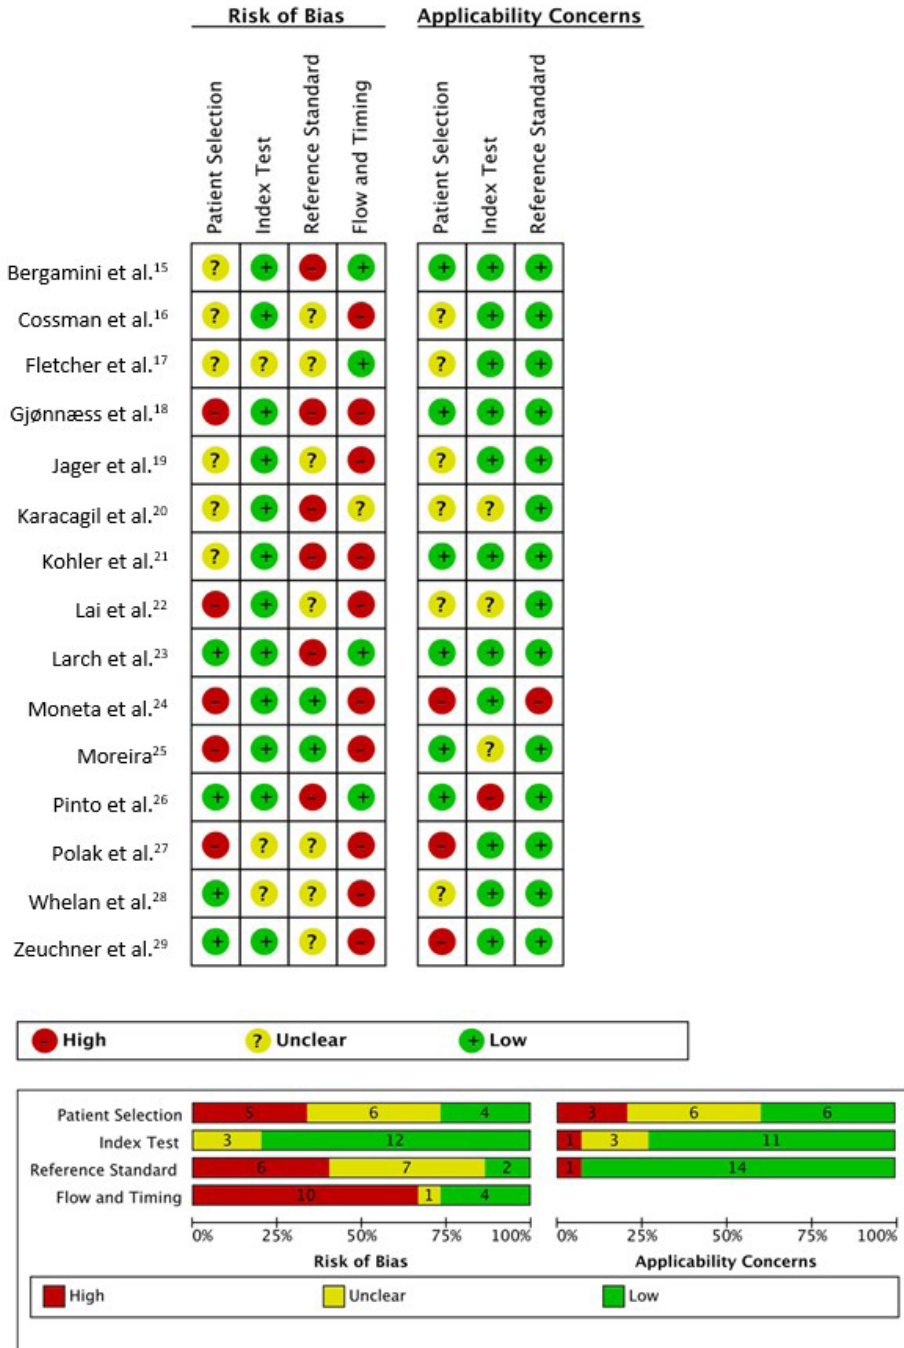 Risk of Bias Applicability Concerns
Patient Selection Index Test Reference Standard Flow and Timing Patient Selection Index Test Reference Standard
Bergamini et al.¹⁵ ? + – + + + +
Cossman et al.¹⁶ ? + ? – ? + +
Fletcher et al.¹⁷ ? ? ? + ? + +
Gjønnæss et al.¹⁸ – + – – + + +
Jager et al.¹⁹ ? + ? – ? + +
Karacagil et al.²⁰ ? + – ? ? ? +
Kohler et al.²¹ ? + – – + + +
Lai et al.²² – + ? – ? ? +
Larch et al.²³ + + – + + + +
Moneta et al.²⁴ – + + – – + –
Moreira²⁵ – + + – + ? +
Pinto et al.²⁶ + + – + + – +
Polak et al.²⁷ – ? ? – – + +
Whelan et al.²⁸ + ? ? – ? + +
Zeuchner et al.²⁹ + + ? – – + +
– High ? Unclear + Low
Patient Selection 5 6 4 3 6 6
Index Test 3 12 1 3 11
Reference Standard 6 7 2 1 14
Flow and Timing 10 1 4
0% 25% 50% 75% 100% 0% 25% 50% 75% 100%
Risk of Bias Applicability Concerns
High Unclear Low